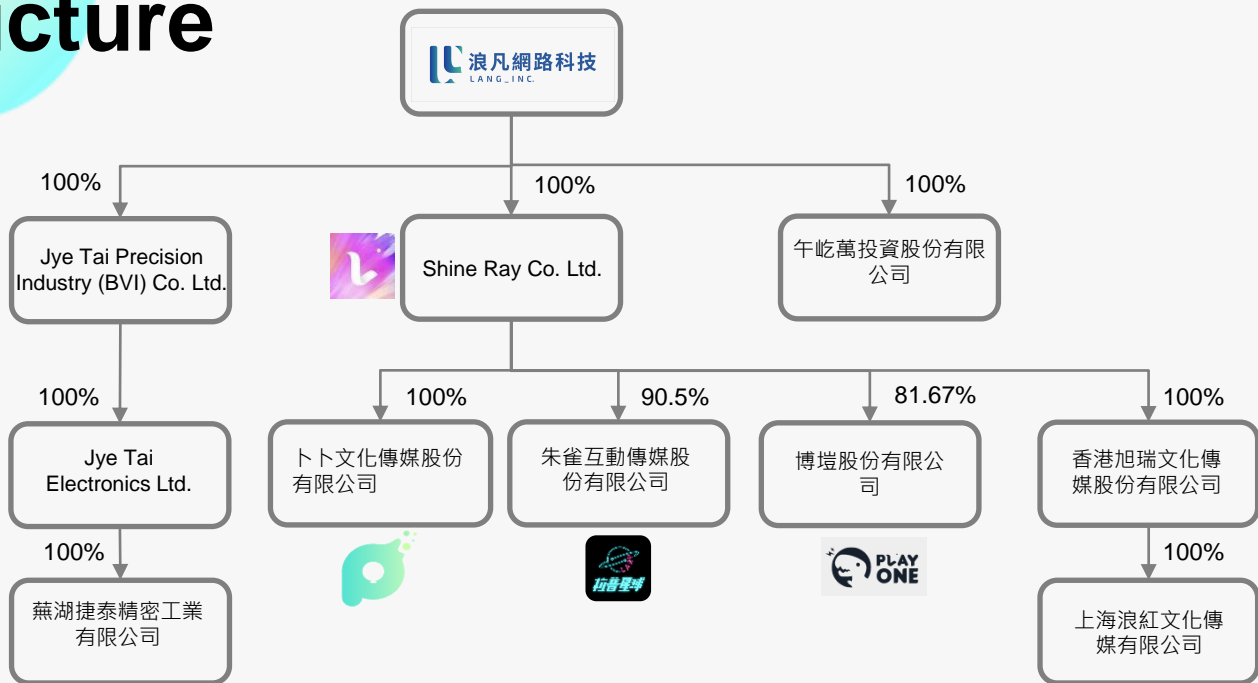 ucture
浪凡網路科技
LANG_INC.
100%
100%
100%
Jye Tai Precision
Industry (BVI) Co. Ltd.
Shine Ray Co. Ltd.
午屹萬投資股份有限
公司
100%
100%
90.5%
81.67%
100%
Jye Tai
Electronics Ltd.
卜卜文化傳媒股份
有限公司
朱雀互動傳媒股
份有限公司
博塏股份有限公
司
香港旭瑞文化傳
媒股份有限公司
100%
拉普星球
PLAY
ONE
100%
蕪湖捷泰精密工業
有限公司
上海浪紅文化傳
媒有限公司